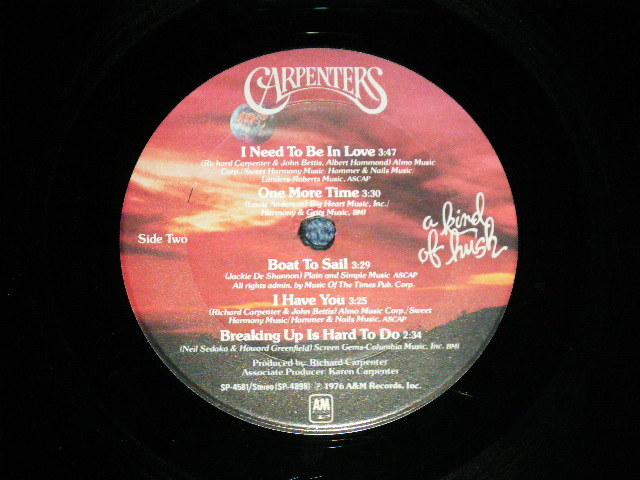 CARPENTERS
I Need To Be In Love 3:47
(Richard Carpenter & John Bettis, Albert Hammond) Almo Music
Corp./Sweet Harmony Music/Hammer & Nails Music/
Landers-Roberts Music, ASCAP
One More Time 3:30
(Lewis Anderson) Big Heart Music, Inc./
Harmony & Grits Music, BMI
a kind
of hush
Side Two
Boat To Sail 3:29
(Jackie De Shannon) Plain and Simple Music ASCAP
All rights admin. by Music Of The Times Pub. Corp.
I Have You 3:25
(Richard Carpenter & John Bettis) Almo Music Corp./Sweet
Harmony Music/Hammer & Nails Music, ASCAP
Breaking Up Is Hard To Do 2:34
(Neil Sedaka & Howard Greenfield) Screen Gems-Columbia Music, Inc. BMI
Produced by: Richard Carpenter
Associate Producer: Karen Carpenter
SP-4581/Stereo (SP-4898) ℗ 1976 A&M Records, Inc.
AM